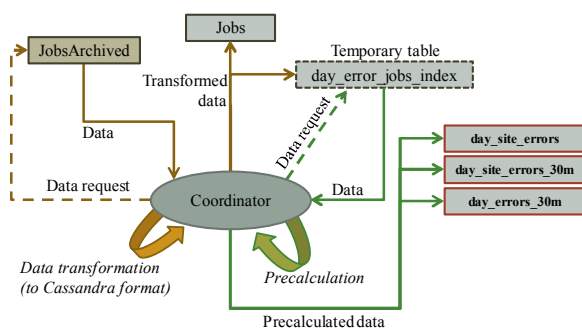 Jobs
JobsArchived
Temporary table
day_error_jobs_index
Transformed
data
Data
Data request
day_site_errors
day_site_errors_30m
day_errors_30m
Data request
Coordinator
Data
Data transformation
(to Cassandra format)
Precalculation
Precalculated data